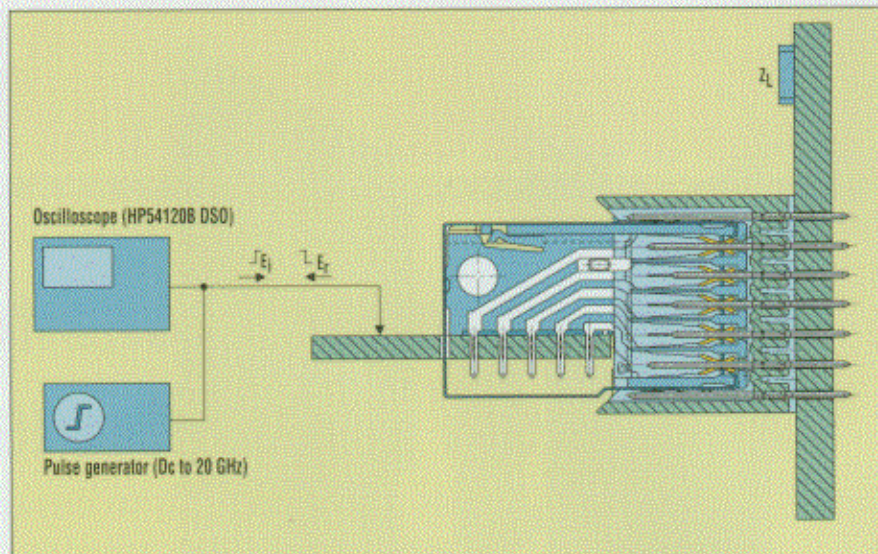 Z_L
Oscilloscope (HP54120B DSO)
E_i E_r
Pulse generator (Dc to 20 GHz)